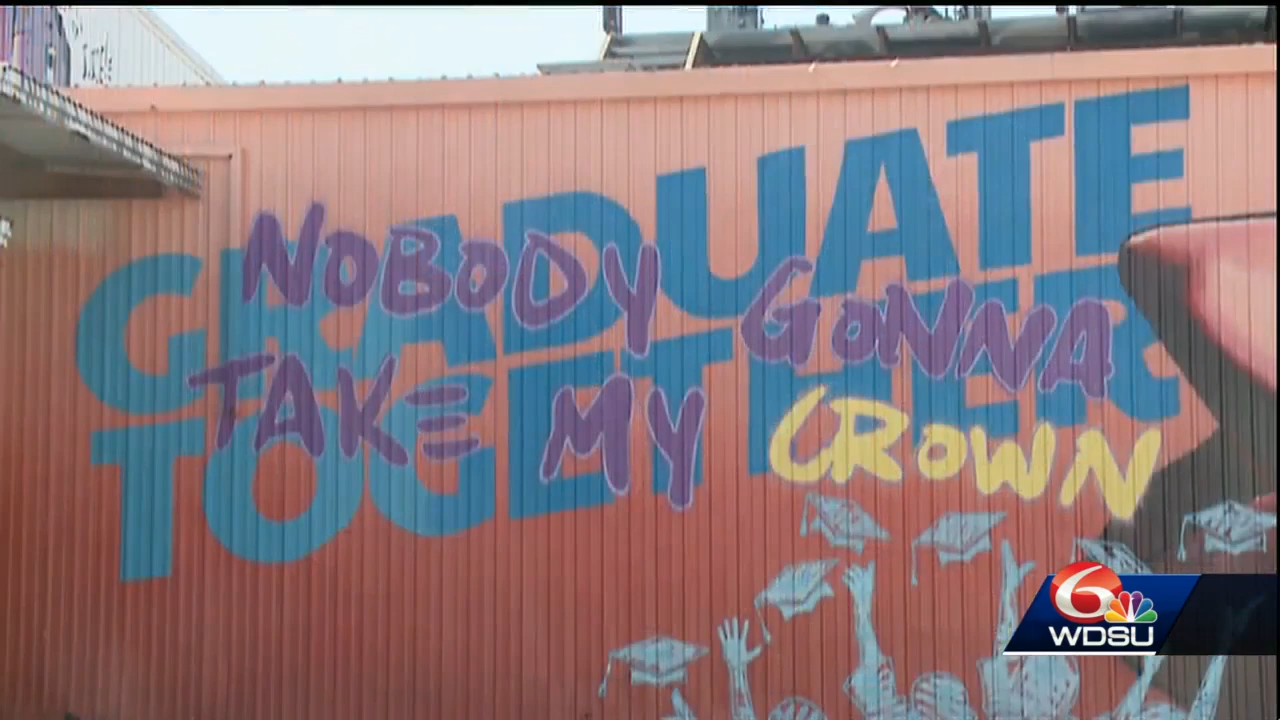 GRADUATE
TOGETHER
NOBODY GONNA
TAKE MY CROWN
6
WDSU